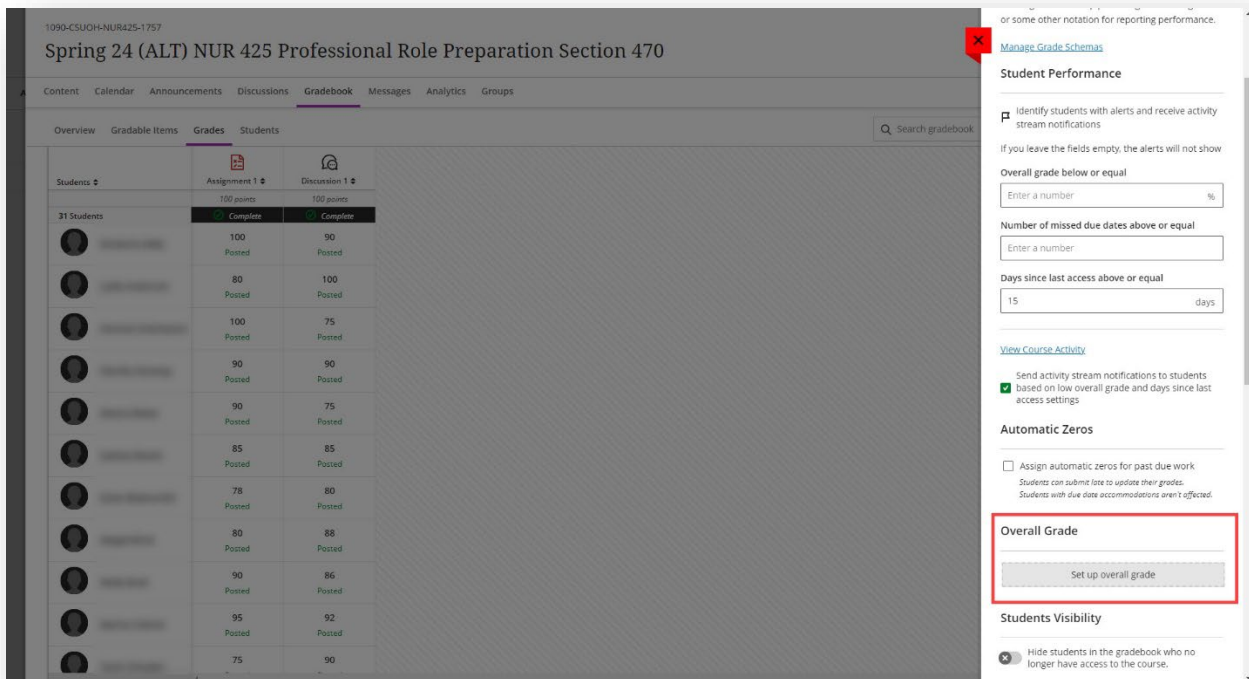 1090-CSUOH-NUR425-1757
Spring 24 (ALT) NUR 425 Professional Role Preparation Section 470
Content Calendar Announcements Discussions Gradebook Messages Analytics Groups
Overview Gradable Items Grades Students
Search gradebook
Students
Assignment 1
Discussion 1
100 points
100 points
31 Students
Complete
Complete
100 90
Posted Posted
80 100
Posted Posted
100 75
Posted Posted
90 90
Posted Posted
90 75
Posted Posted
85 85
Posted Posted
78 80
Posted Posted
80 88
Posted Posted
90 86
Posted Posted
95 92
Posted Posted
75 90
or some other notation for reporting performance.
Manage Grade Schemas
Student Performance
Identify students with alerts and receive activity
stream notifications
If you leave the fields empty, the alerts will not show
Overall grade below or equal
Enter a number %
Number of missed due dates above or equal
Enter a number
Days since last access above or equal
15 days
View Course Activity
Send activity stream notifications to students
based on low overall grade and days since last
access settings
Automatic Zeros
Assign automatic zeros for past due work
Students can submit late to update their grades.
Students with due date accommodations aren't affected.
Overall Grade
Set up overall grade
Students Visibility
Hide students in the gradebook who no
longer have access to the course.